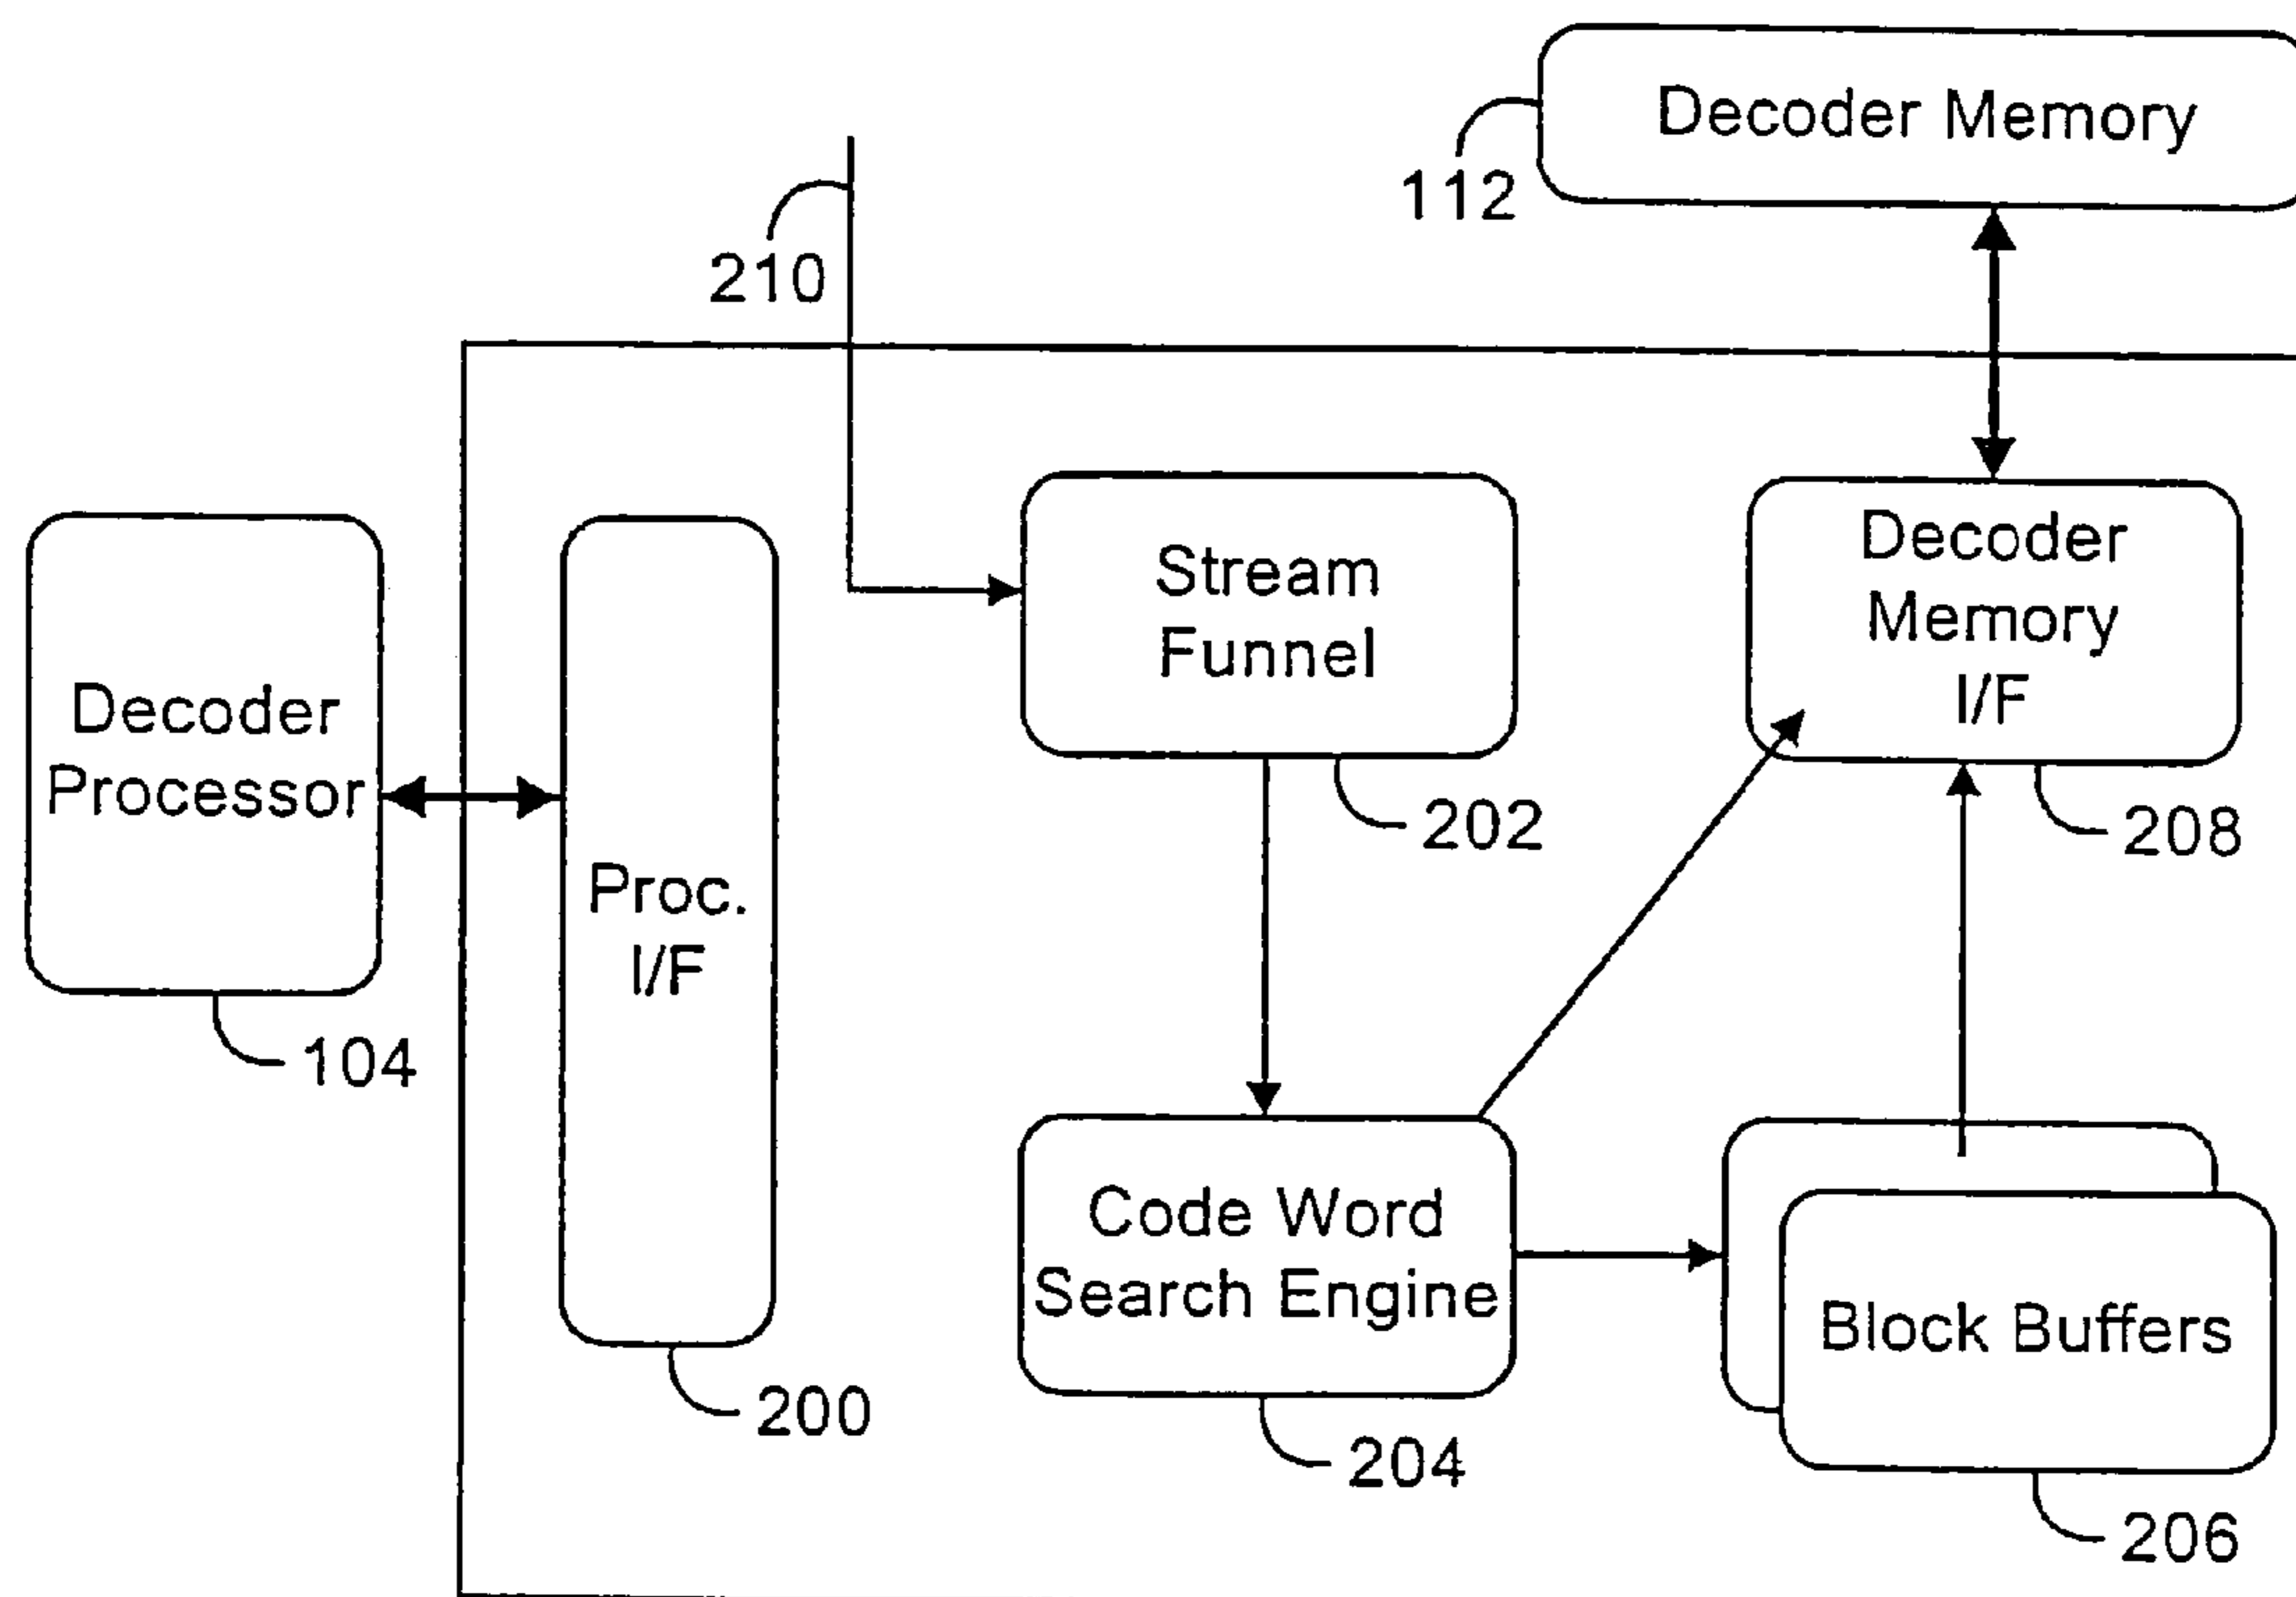 Decoder Memory
112
210
Stream
Funnel
202
Decoder
Memory
I/F
208
Decoder
Processor
104
Proc.
I/F
200
Code Word
Search Engine
204
Block Buffers
206